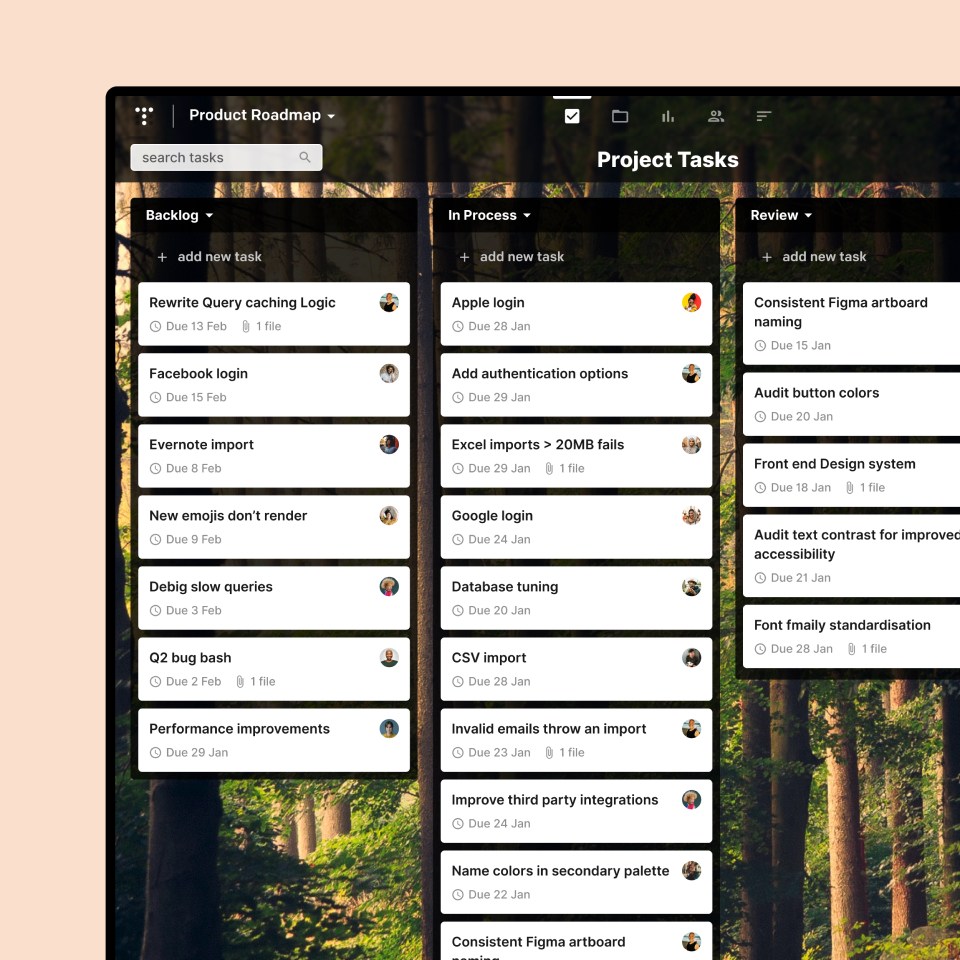 Product Roadmap
search tasks
Project Tasks
Backlog
add new task
Rewrite Query caching Logic
Due 13 Feb 1 file
Facebook login
Due 15 Feb
Evernote import
Due 8 Feb
New emojis don’t render
Due 9 Feb
Debig slow queries
Due 3 Feb
Q2 bug bash
Due 2 Feb 1 file
Performance improvements
Due 29 Jan
In Process
add new task
Apple login
Due 28 Jan
Add authentication options
Due 29 Jan
Excel imports > 20MB fails
Due 29 Jan 1 file
Google login
Due 24 Jan
Database tuning
Due 20 Jan
CSV import
Due 28 Jan
Invalid emails throw an import
Due 23 Jan 1 file
Improve third party integrations
Due 24 Jan
Name colors in secondary palette
Due 22 Jan
Consistent Figma artboard
Review
add new task
Consistent Figma artboard
naming
Due 15 Jan
Audit button colors
Due 20 Jan
Front end Design system
Due 18 Jan 1 file
Audit text contrast for improved
accessibility
Due 21 Jan
Font fmaily standardisation
Due 28 Jan 1 file